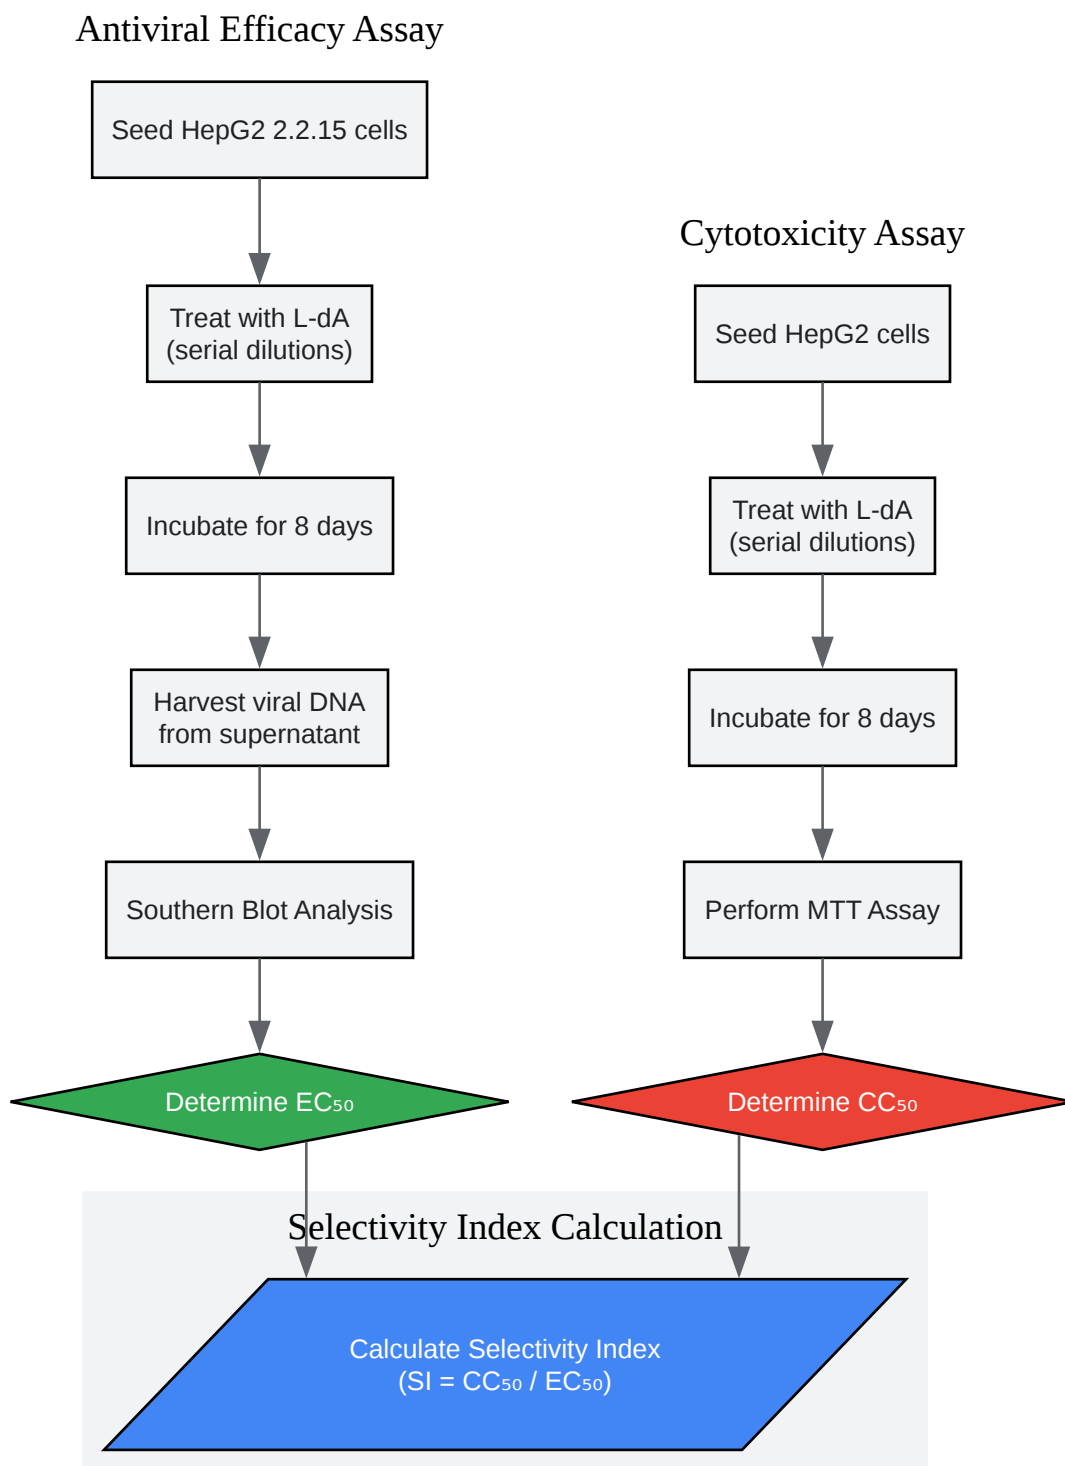 Antiviral Efficacy Assay
Seed HepG2 2.2.15 cells
Treat with L-dA
(serial dilutions)
Incubate for 8 days
Harvest viral DNA
from supernatant
Southern Blot Analysis
Determine EC₅₀
Cytotoxicity Assay
Seed HepG2 cells
Treat with L-dA
(serial dilutions)
Incubate for 8 days
Perform MTT Assay
Determine CC₅₀
Selectivity Index Calculation
Calculate Selectivity Index
(SI = CC₅₀ / EC₅₀)